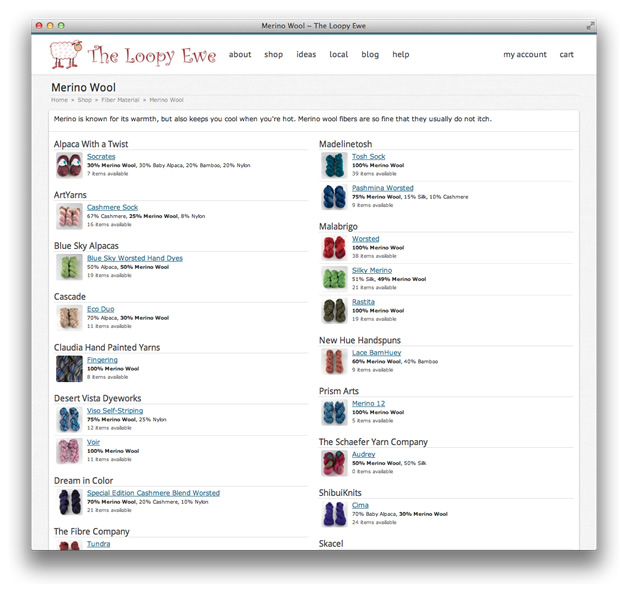 Merino Wool – The Loopy Ewe
The Loopy Ewe about shop ideas local blog help my account cart
Merino Wool
Home » Shop » Fiber Material » Merino Wool
Merino is known for its warmth, but also keeps you cool when you're hot. Merino wool fibers are so fine that they usually do not itch.
Alpaca With a Twist
Socrates
30% Merino Wool, 30% Baby Alpaca, 20% Bamboo, 20% Nylon
7 items available
ArtYarns
Cashmere Sock
67% Cashmere, 25% Merino Wool, 8% Nylon
16 items available
Blue Sky Alpacas
Blue Sky Worsted Hand Dyes
50% Alpaca, 50% Merino Wool
19 items available
Cascade
Eco Duo
70% Alpaca, 30% Merino Wool
11 items available
Claudia Hand Painted Yarns
Fingering
100% Merino Wool
8 items available
Desert Vista Dyeworks
Viso Self-Striping
75% Merino Wool, 25% Nylon
12 items available
Voir
100% Merino Wool
11 items available
Dream in Color
Special Edition Cashmere Blend Worsted
70% Merino Wool, 20% Cashmere, 10% Nylon
21 items available
The Fibre Company
Tundra
Madelinetosh
Tosh Sock
100% Merino Wool
39 items available
Pashmina Worsted
75% Merino Wool, 15% Silk, 10% Cashmere
9 items available
Malabrigo
Worsted
100% Merino Wool
38 items available
Silky Merino
51% Silk, 49% Merino Wool
21 items available
Rastita
100% Merino Wool
19 items available
New Hue Handspuns
Lace BamHuey
60% Merino Wool, 40% Bamboo
9 items available
Prism Arts
Merino 12
100% Merino Wool
5 items available
The Schaefer Yarn Company
Audrey
50% Merino Wool, 50% Silk
0 items available
ShibuiKnits
Cima
70% Baby Alpaca, 30% Merino Wool
24 items available
Skacel